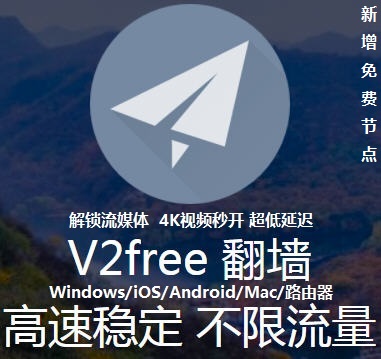 新增免费节点
解锁流媒体 4K视频秒开 超低延迟
V2free 翻墙
Windows/iOS/Android/Mac/路由器
高速稳定 不限流量